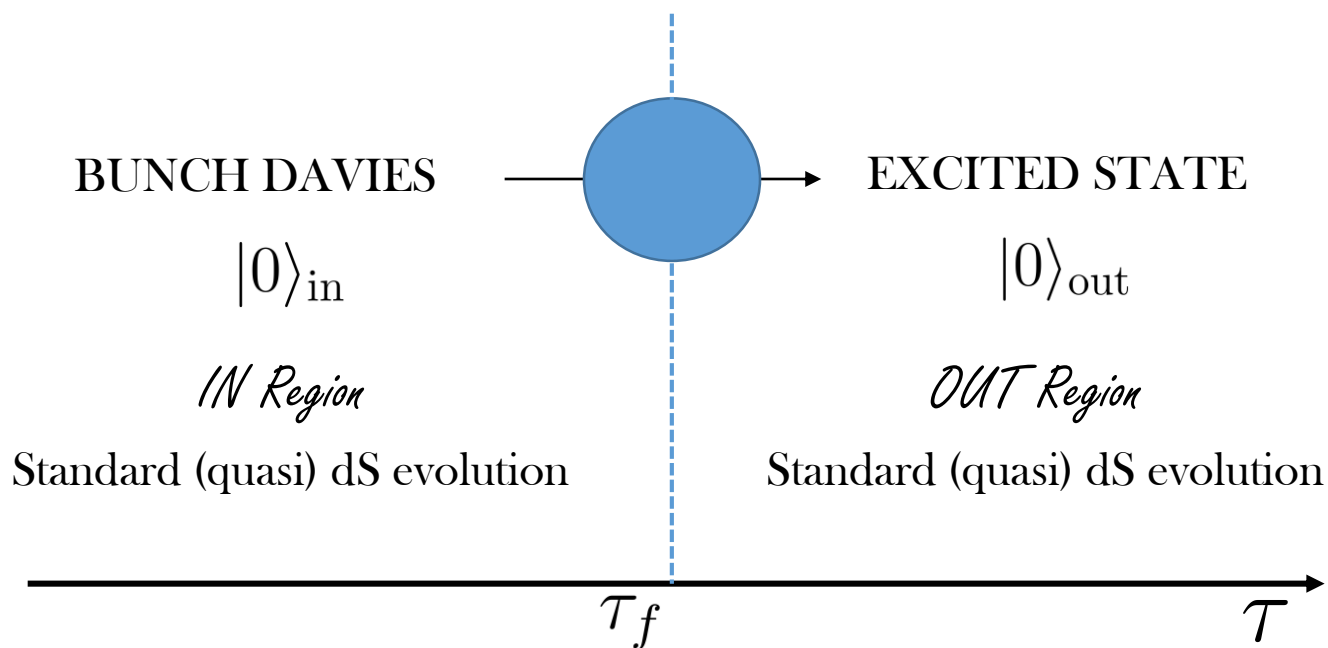 BUNCH DAVIES
EXCITED STATE
|0⟩in
|0⟩out
IN Region
OUT Region
Standard (quasi) dS evolution
Standard (quasi) dS evolution
τf
τ